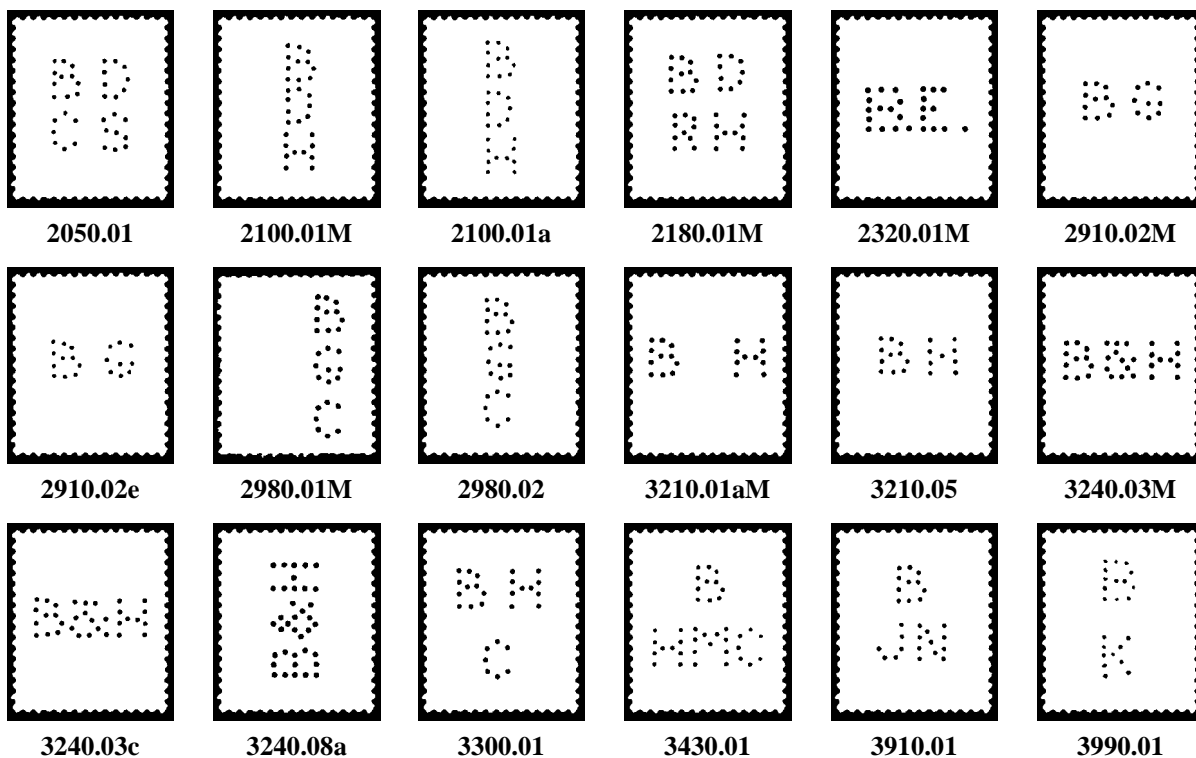 B D
C S
B
D
H
B
D
H
B D
R H
B.E.
B G
2050.01 2100.01M 2100.01a 2180.01M 2320.01M 2910.02M
B G
B
G
C
B
G
C
B H
B H
B&H
2910.02e 2980.01M 2980.02 3210.01aM 3210.05 3240.03M
B&H
B&H
B H
C
B
HMC
B
JN
B
K
3240.03c 3240.08a 3300.01 3430.01 3910.01 3990.01